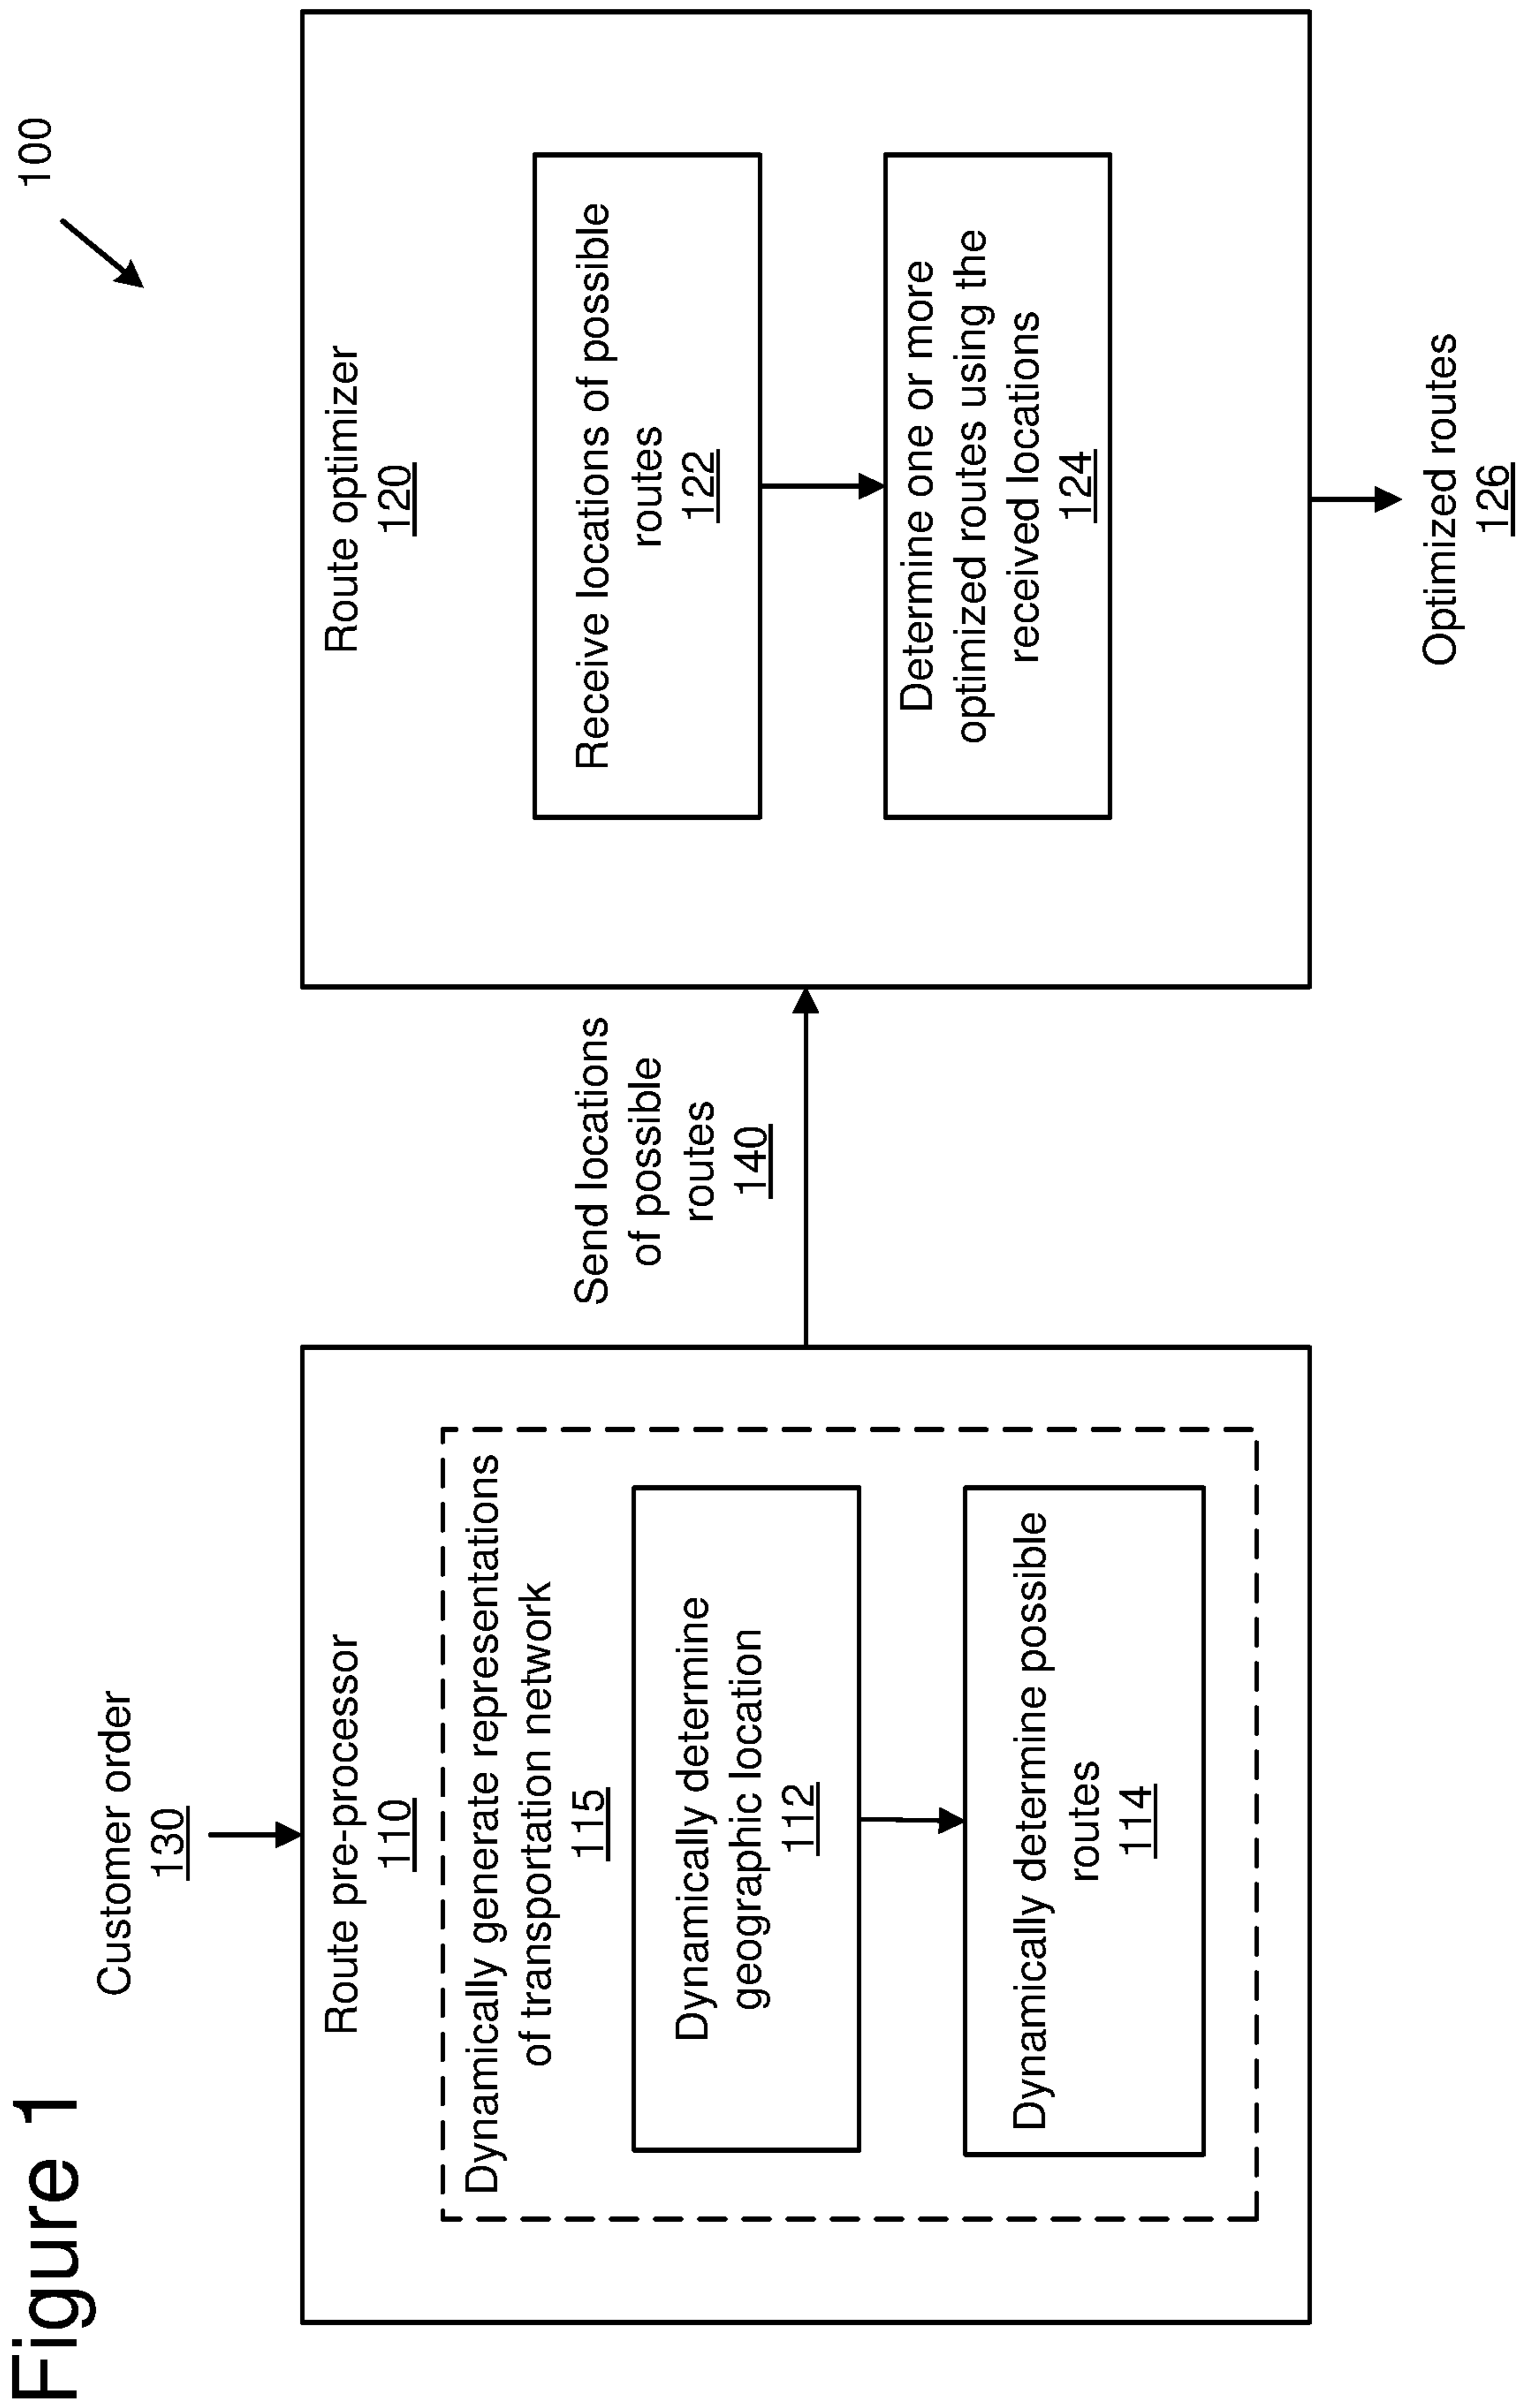 Figure 1
100
Customer order
130
Route pre-processor
110
Dynamically generate representations
of transportation network
115
Dynamically determine
geographic location
112
Dynamically determine possible
routes
114
Send locations
of possible
routes
140
Route optimizer
120
Receive locations of possible
routes
122
Determine one or more
optimized routes using the
received locations
124
Optimized routes
126